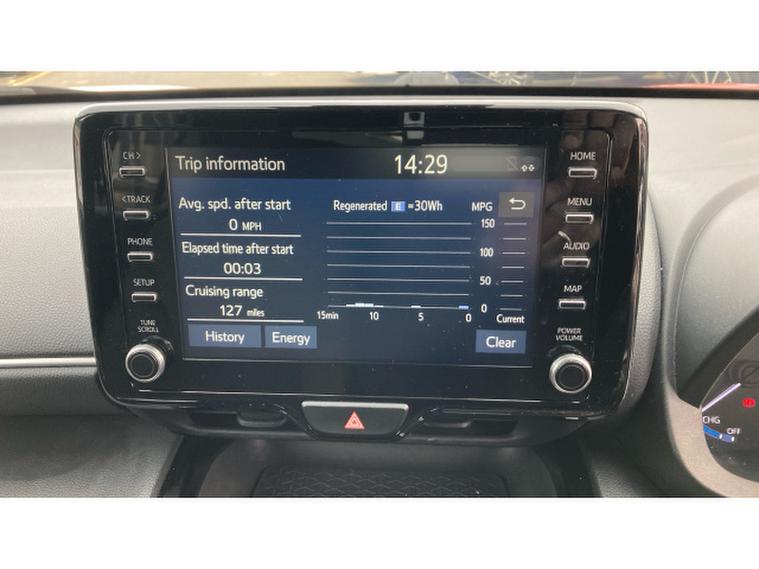 CH>
<TRACK
PHONE
SETUP
TUNE
SCROLL
Trip information
14:29
Avg. spd. after start
0 MPH
Elapsed time after start
00:03
Cruising range
127 miles
Regenerated E =30Wh
MPG
150
100
50
0
15min 10 5 0 Current
History
Energy
Clear
HOME
MENU
AUDIO
MAP
POWER
VOLUME
CHG
OFF